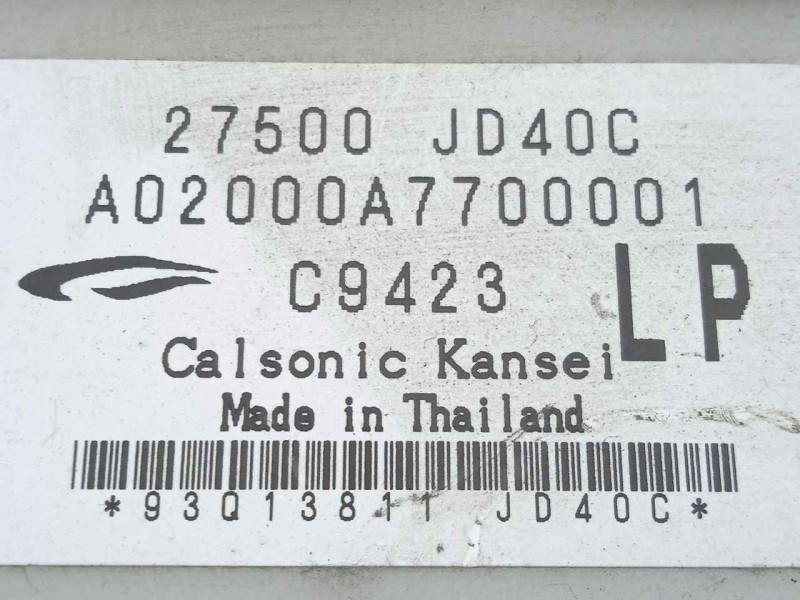 27500 JD40C
A02000A7700001
C9423 LP
Calsonic Kansei
Made in Thailand
*93Q13811 JD40C*